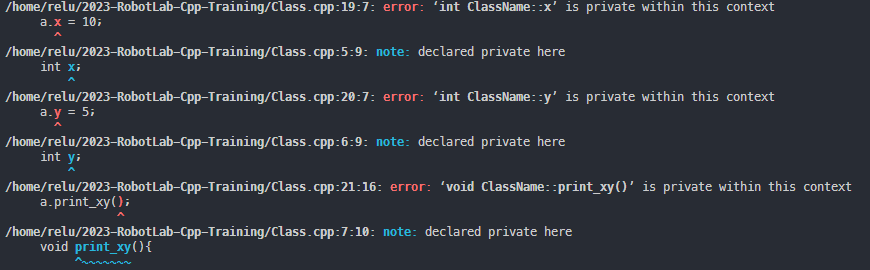 /home/relu/2023-RobotLab-Cpp-Training/Class.cpp:19:7: error: ‘int ClassName::x’ is private within this context
a.x = 10;
^
/home/relu/2023-RobotLab-Cpp-Training/Class.cpp:5:9: note: declared private here
int x;
^
/home/relu/2023-RobotLab-Cpp-Training/Class.cpp:20:7: error: ‘int ClassName::y’ is private within this context
a.y = 5;
^
/home/relu/2023-RobotLab-Cpp-Training/Class.cpp:6:9: note: declared private here
int y;
^
/home/relu/2023-RobotLab-Cpp-Training/Class.cpp:21:16: error: ‘void ClassName::print_xy()’ is private within this context
a.print_xy();
^
/home/relu/2023-RobotLab-Cpp-Training/Class.cpp:7:10: note: declared private here
void print_xy(){
^~~~~~~~